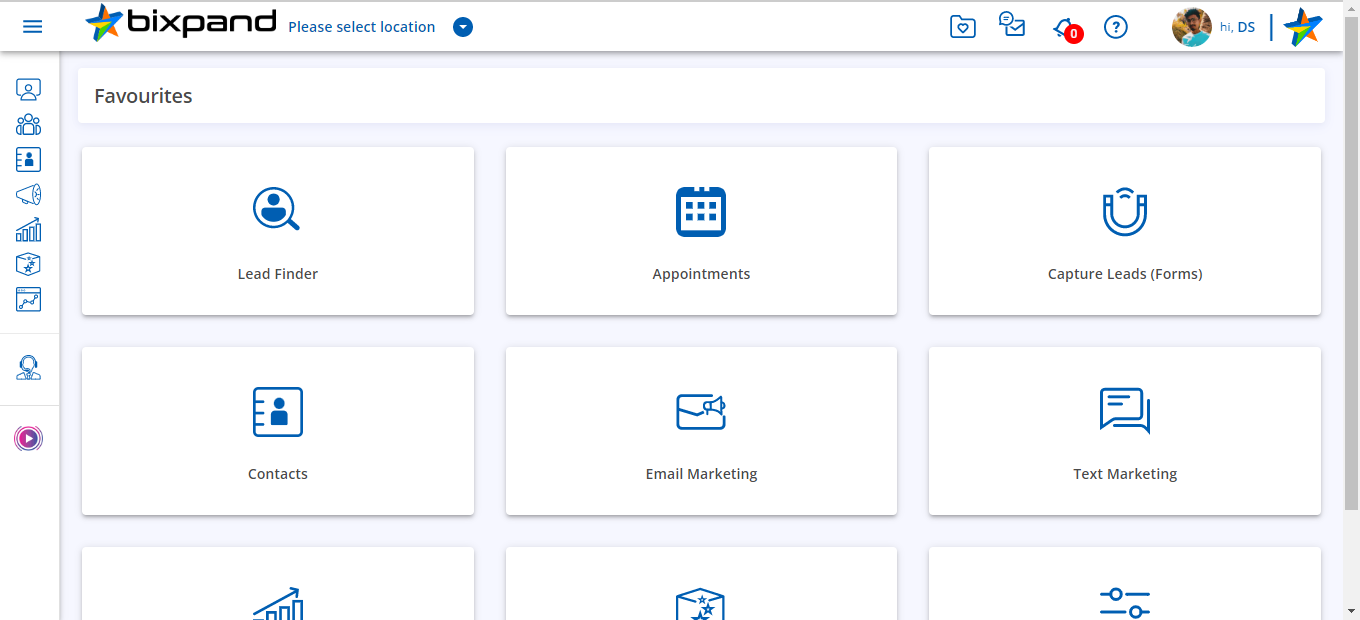 bixpand
Please select location
0
hi, DS
Favourites
Lead Finder
Appointments
Capture Leads (Forms)
Contacts
Email Marketing
Text Marketing